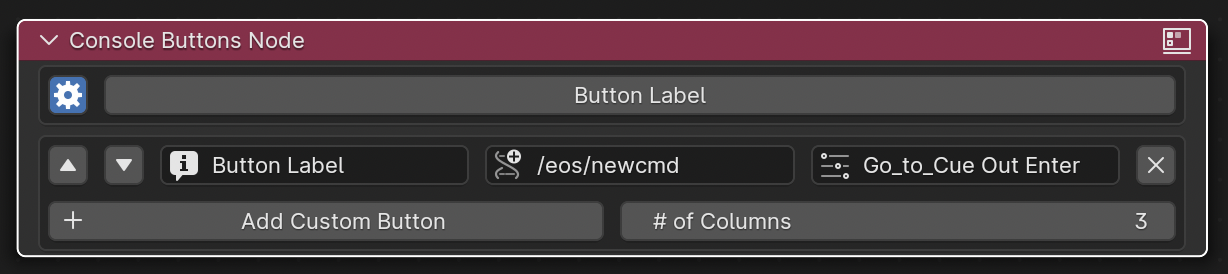 Console Buttons Node
Button Label
Button Label /eos/newcmd Go_to_Cue Out Enter
Add Custom Button # of Columns 3